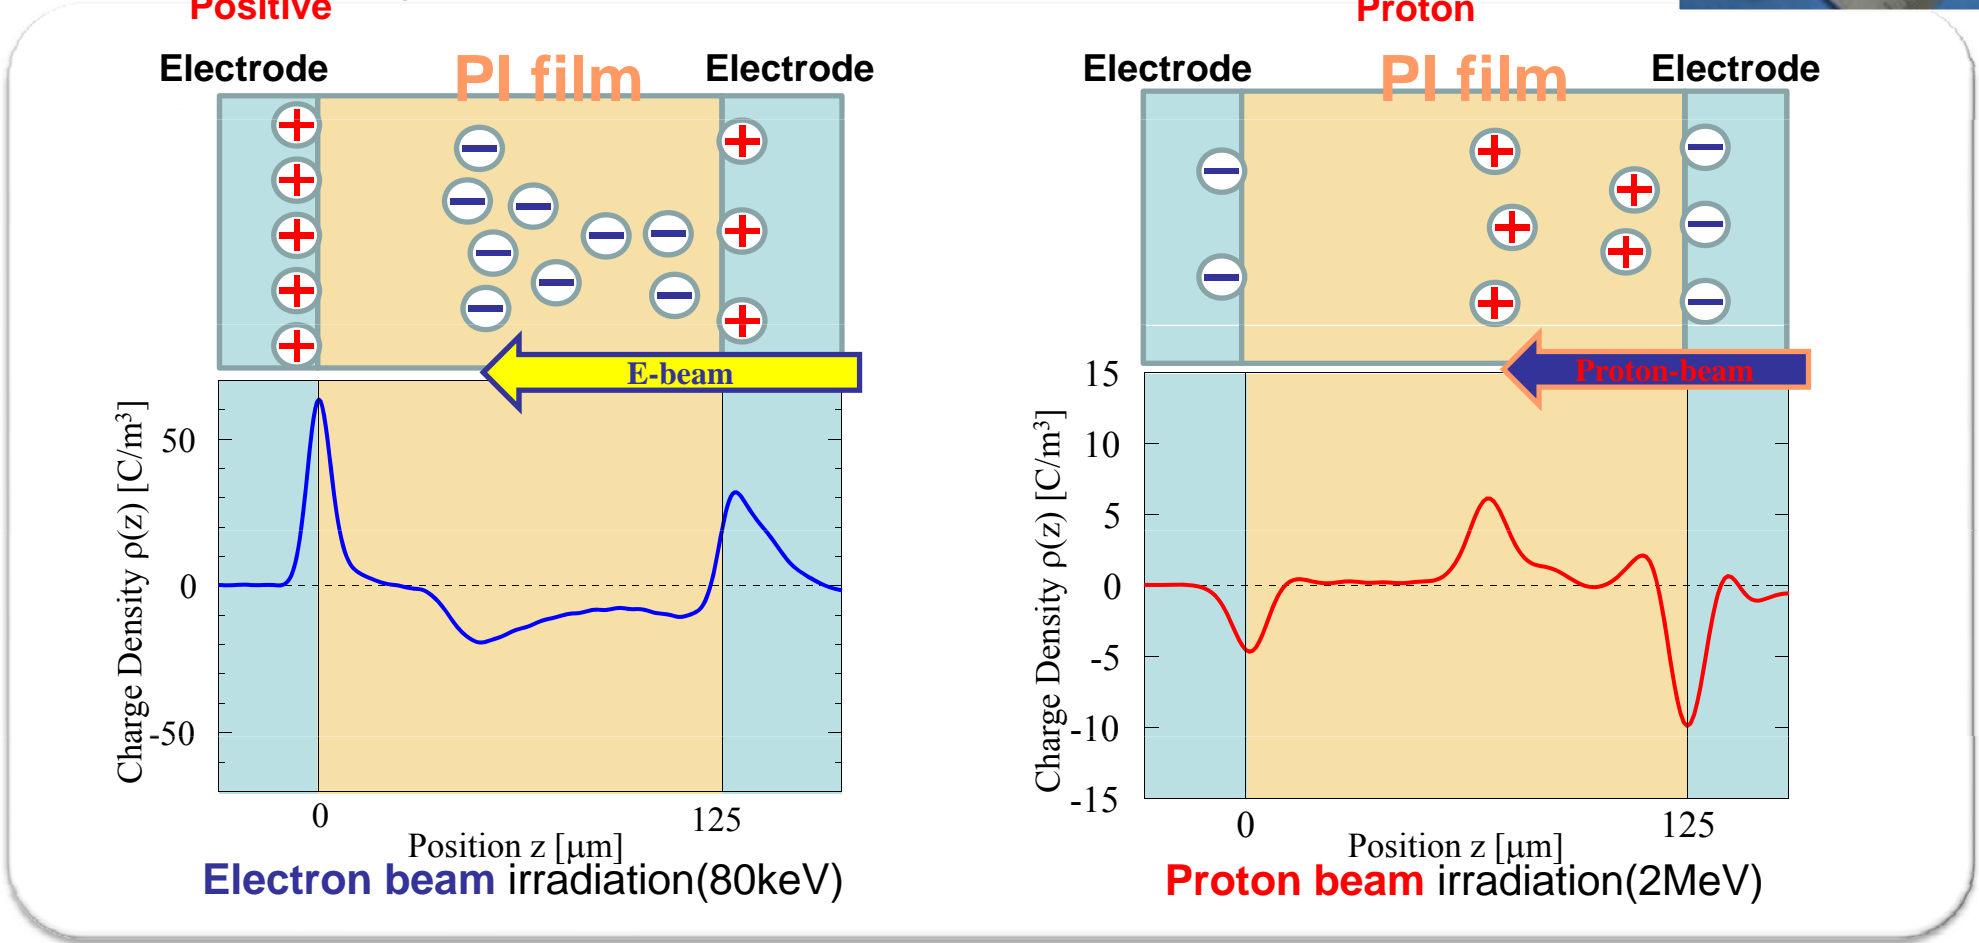 Positive
Proton
Electrode PI film Electrode
Electrode PI film Electrode
E-beam
Proton-beam
Charge Density ρ(z) [C/m³]
50
0
-50
0
125
Position z [μm]
Electron beam irradiation(80keV)
Charge Density ρ(z) [C/m³]
15
10
5
0
-5
-10
-15
0
125
Position z [μm]
Proton beam irradiation(2MeV)